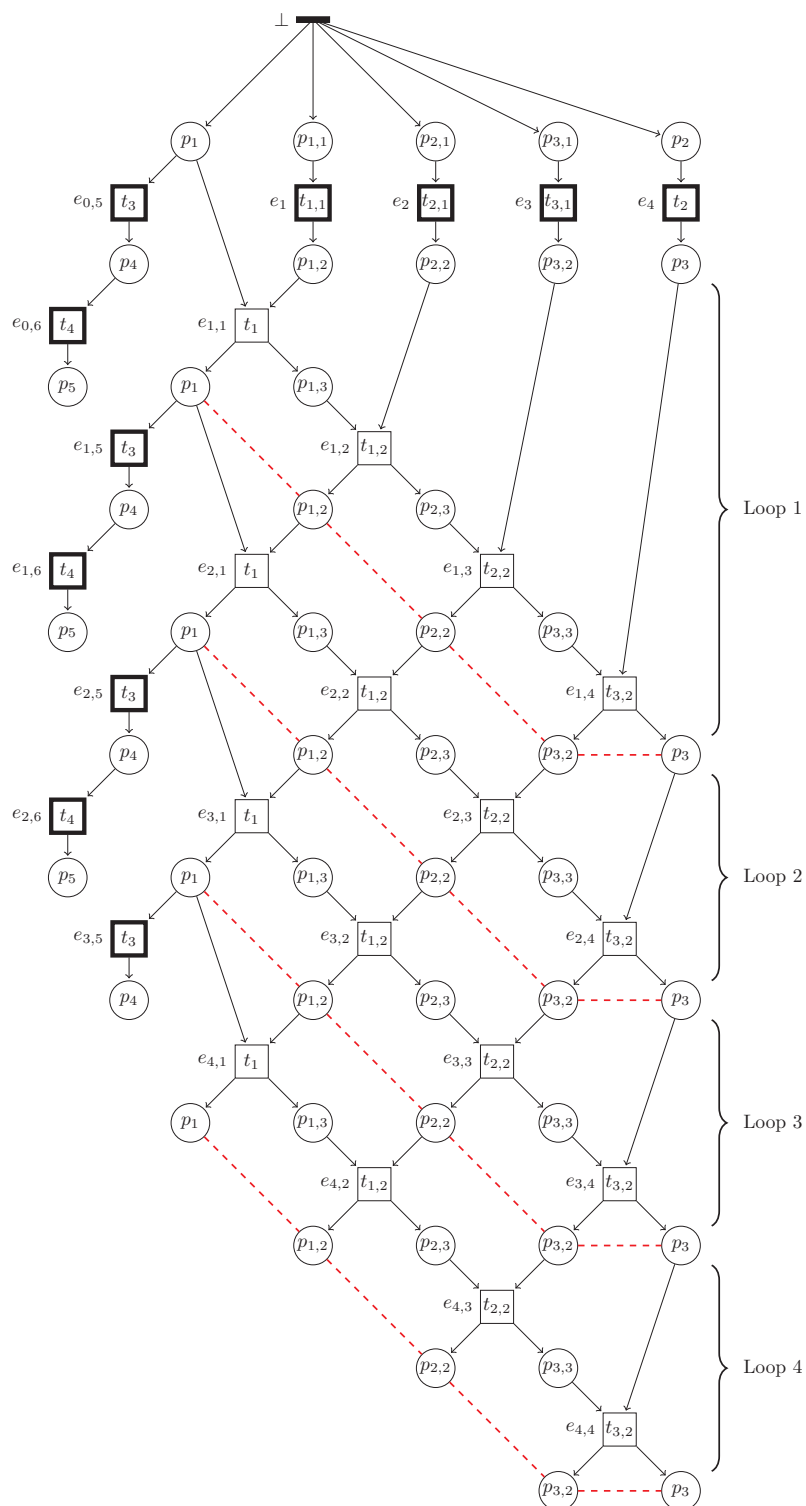 ⊥
p1 p1,1 p2,1 p3,1 p2
e0,5 t3 e1 t1,1 e2 t2,1 e3 t3,1 e4 t2
p4 p1,2 p2,2 p3,2 p3
e0,6 t4 e1,1 t1
p5 p1 p1,3
e1,5 t3 e1,2 t1,2
p4 p1,2 p2,3 Loop 1
e1,6 t4 e2,1 t1 e1,3 t2,2
p5 p1 p1,3 p2,2 p3,3
e2,5 t3 e2,2 t1,2 e1,4 t3,2
p4 p1,2 p2,3 p3,2 p3
e2,6 t4 e3,1 t1 e2,3 t2,2
p5 p1 p1,3 p2,2 p3,3 Loop 2
e3,5 t3 e3,2 t1,2 e2,4 t3,2
p4 p1,2 p2,3 p3,2 p3
e4,1 t1 e3,3 t2,2
p1 p1,3 p2,2 p3,3 Loop 3
e4,2 t1,2 e3,4 t3,2
p1,2 p2,3 p3,2 p3
e4,3 t2,2
p2,2 p3,3 Loop 4
e4,4 t3,2
p3,2 p3